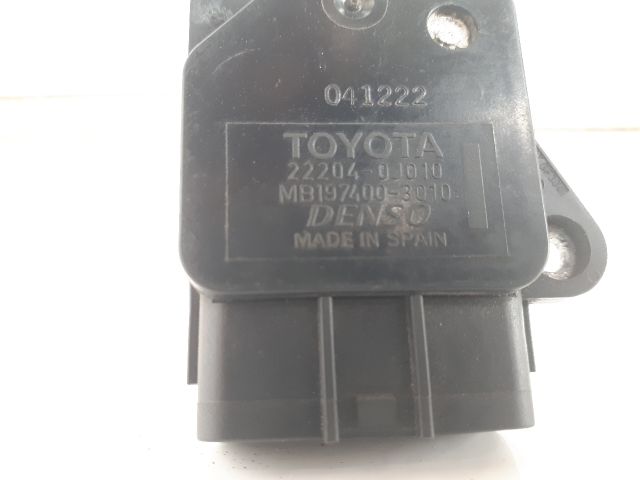 041222
TOYOTA
22204-0J010
MB197400-3010
DENSO
MADE IN SPAIN